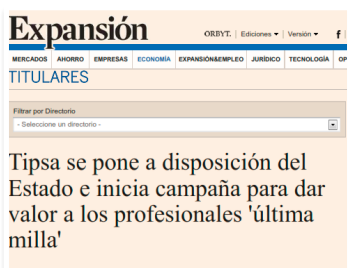 Expansión
ORBYT. | Ediciones | Versión | f
MERCADOS AHORRO EMPRESAS ECONOMÍA EXPANSIÓN&EMPLEO JURÍDICO TECNOLOGÍA OP
TITULARES
Filtrar por Directorio
- Seleccione un directorio -
Tipsa se pone a disposición del
Estado e inicia campaña para dar
valor a los profesionales 'última
milla'